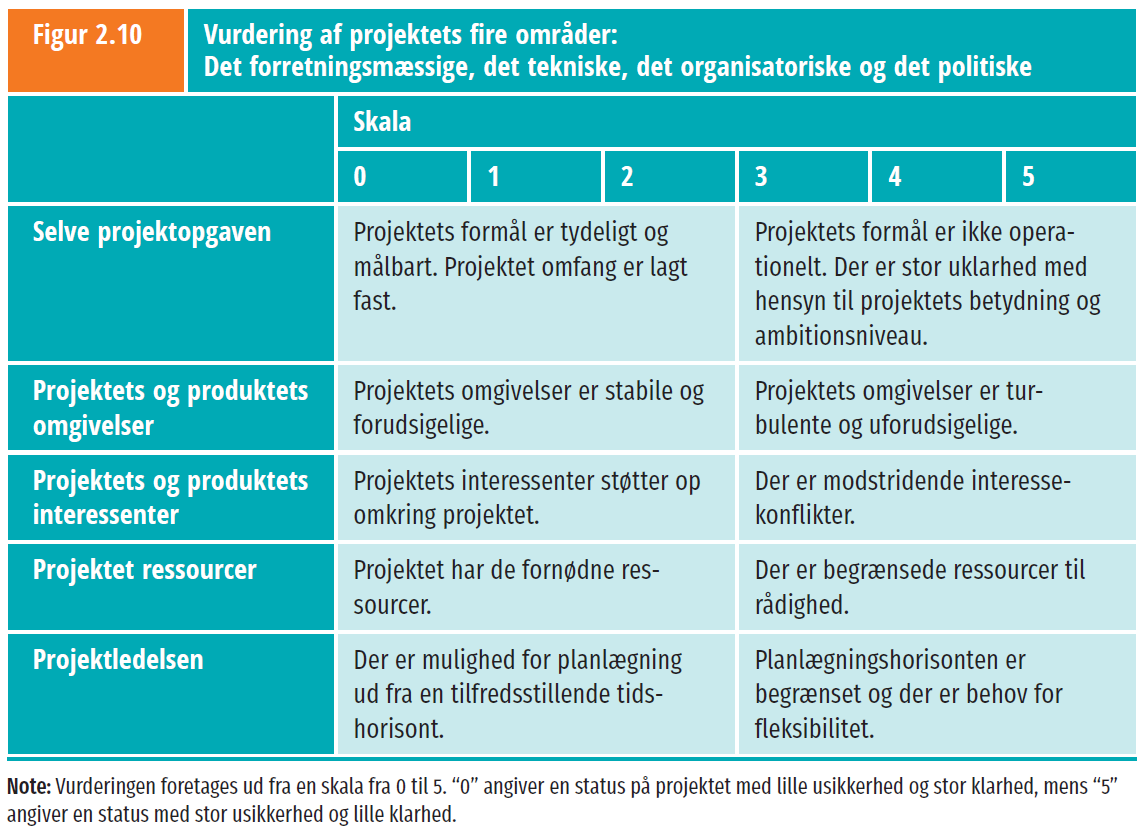 Figur 2.10
Vurdering af projektets fire områder:
Det forretningsmæssige, det tekniske, det organisatoriske og det politiske
Skala
0 1 2 3 4 5
Selve projektopgaven
Projektets formål er tydeligt og
målbart. Projektet omfang er lagt
fast.
Projektets formål er ikke opera-
tionelt. Der er stor uklarhed med
hensyn til projektets betydning og
ambitionsniveau.
Projektets og produktets
omgivelser
Projektets omgivelser er stabile og
forudsigelige.
Projektets omgivelser er tur-
bulente og uforudsigelige.
Projektets og produktets
interessenter
Projektets interessenter støtter op
omkring projektet.
Der er modstridende interesse-
konflikter.
Projektet ressourcer
Projektet har de fornødne res-
sourcer.
Der er begrænsede ressourcer til
rådighed.
Projektledelsen
Der er mulighed for planlægning
ud fra en tilfredsstillende tids-
horisont.
Planlægningshorisonten er
begrænset og der er behov for
fleksibilitet.
Note: Vurderingen foretages ud fra en skala fra 0 til 5. “0” angiver en status på projektet med lille usikkerhed og stor klarhed, mens “5”
angiver en status med stor usikkerhed og lille klarhed.